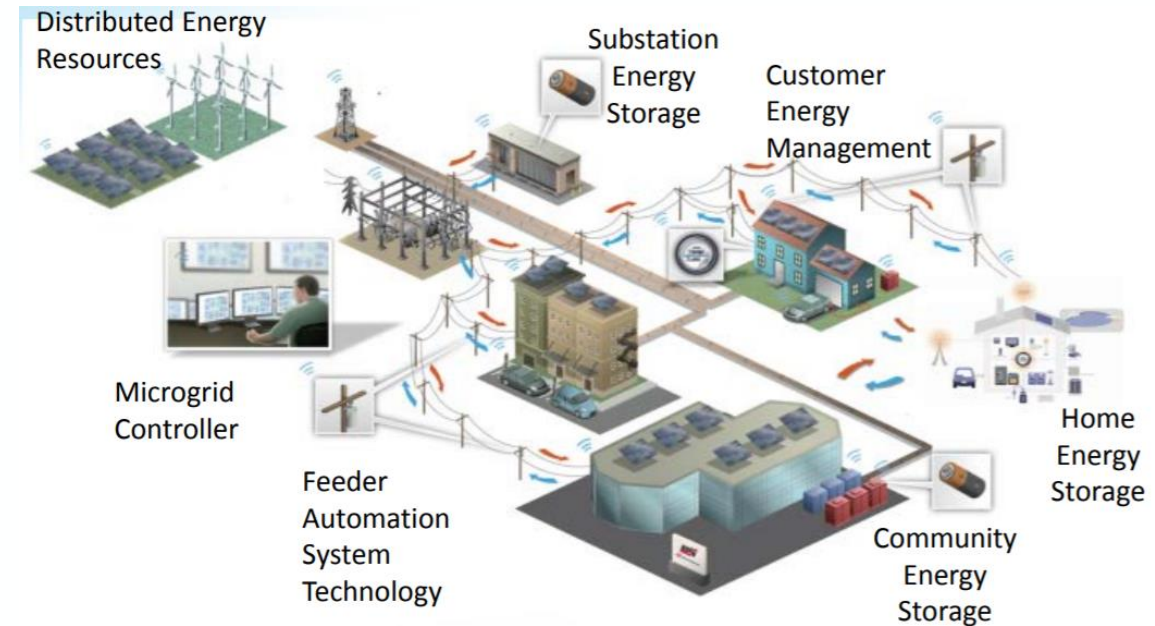 Distributed Energy
Resources
Substation
Energy
Storage
Customer
Energy
Management
Microgrid
Controller
Feeder
Automation
System
Technology
Home
Energy
Storage
Community
Energy
Storage